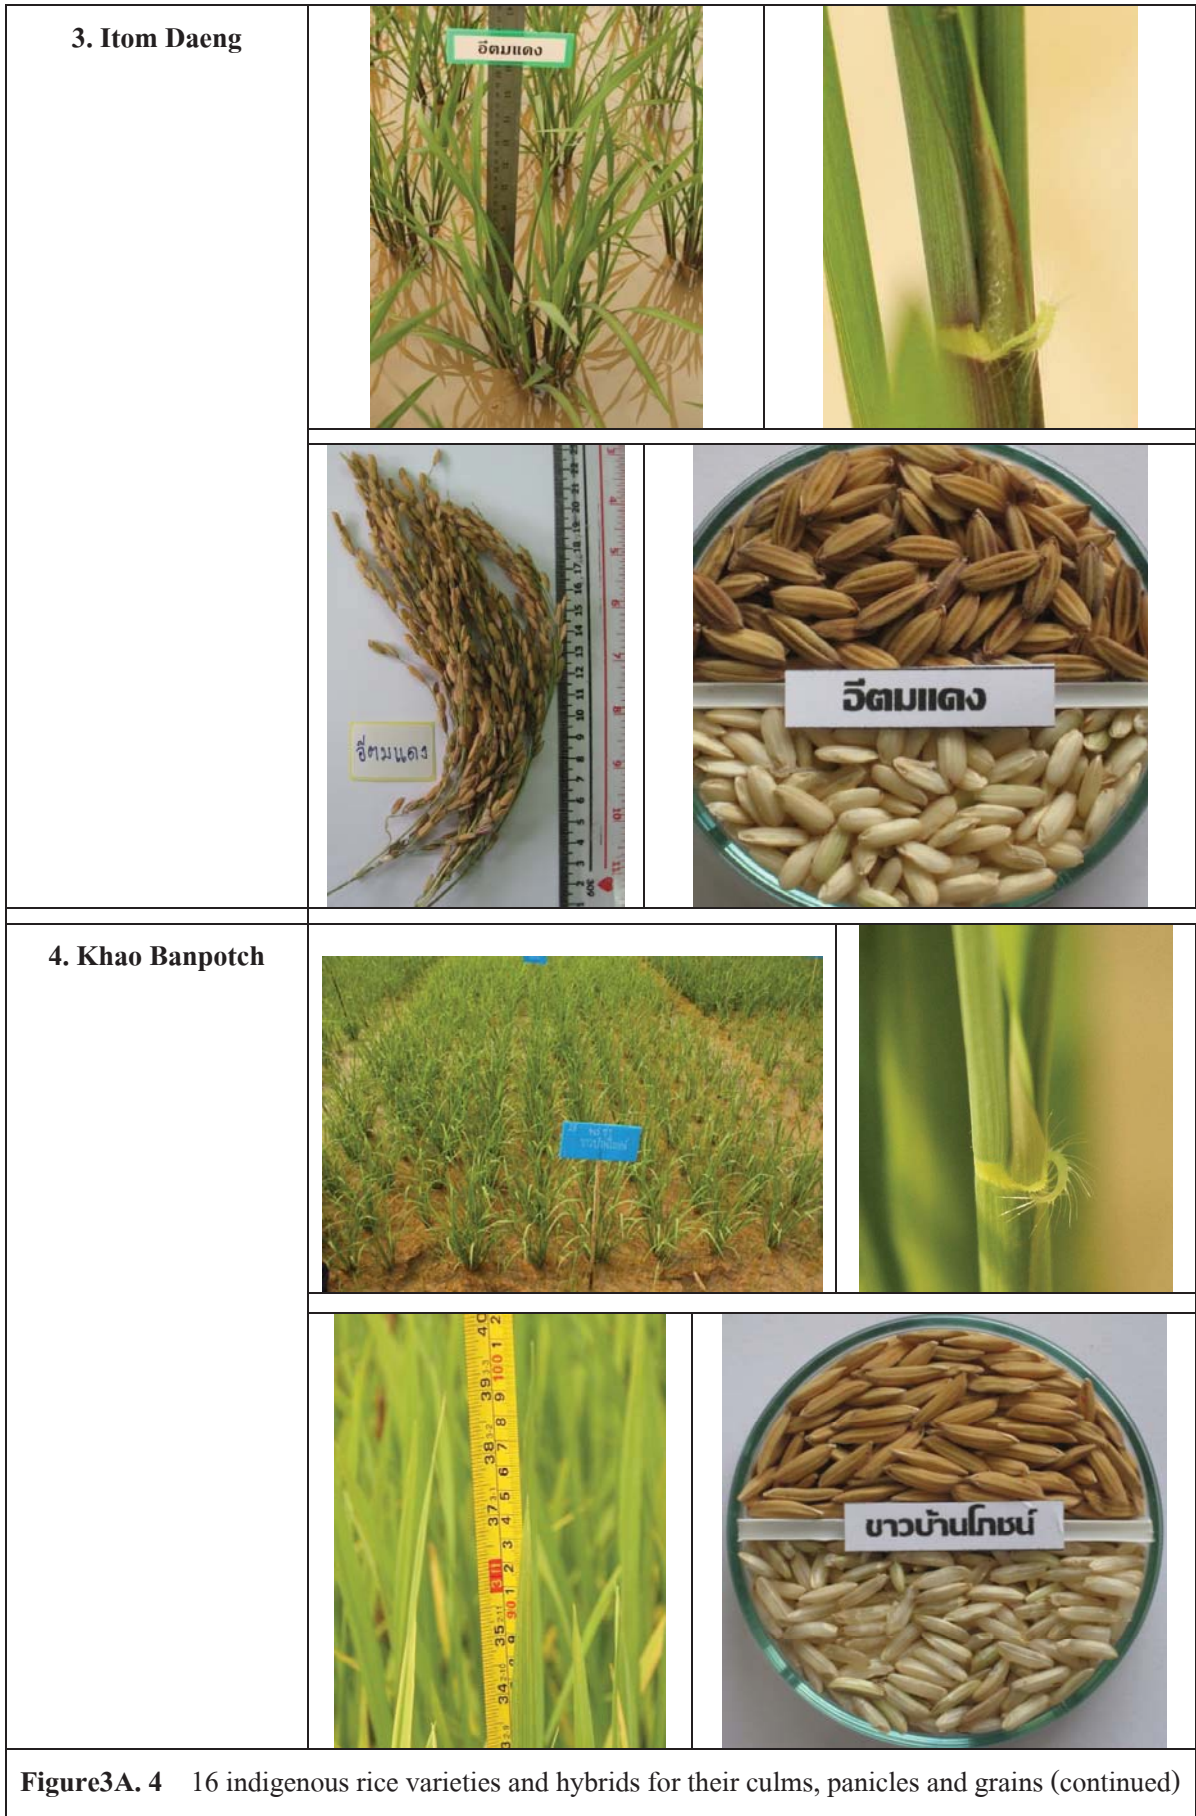 3. Itom Daeng
อีตมแดง
อีตมแดง
อีตมแดง
4. Khao Banpotch
ขาวบ้านโภชน์
Figure3A. 4 16 indigenous rice varieties and hybrids for their culms, panicles and grains (continued)